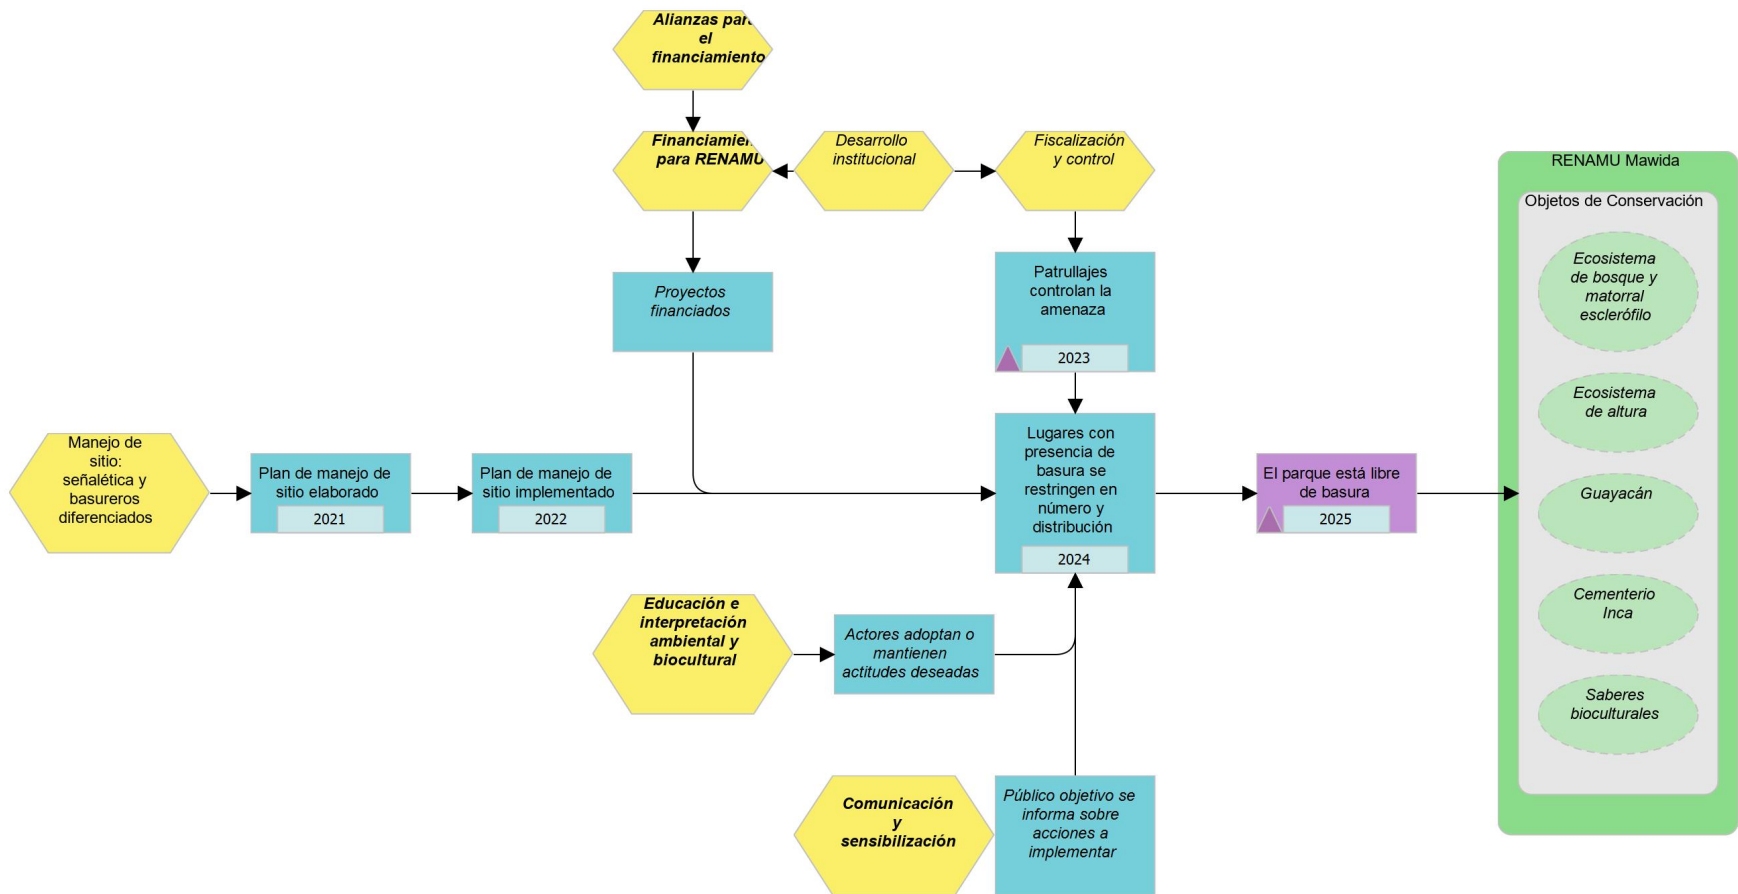 Alianzas para
el
financiamiento
para RENAMU
Desarrollo
institucional
Fiscalización
y control
RENAMU Mawida
Objetos de Conservación
Ecosistema
de bosque y
matorral
esclerófilo
Ecosistema
de altura
Guayacán
Cementerio
Inca
Saberes
bioculturales
Proyectos
financiados
Patrullajes
controlan la
amenaza
2023
Manejo de
sitio:
señalética y
basureros
diferenciados
Plan de manejo de
sitio elaborado
2021
Plan de manejo de
sitio implementado
2022
Lugares con
presencia de
basura se
restringen en
número y
distribución
2024
El parque está libre
de basura
2025
Educación e
interpretación
ambiental y
biocultural
Actores adoptan o
mantienen
actitudes deseadas
Comunicación
y
sensibilización
Público objetivo se
informa sobre
acciones a
implementar